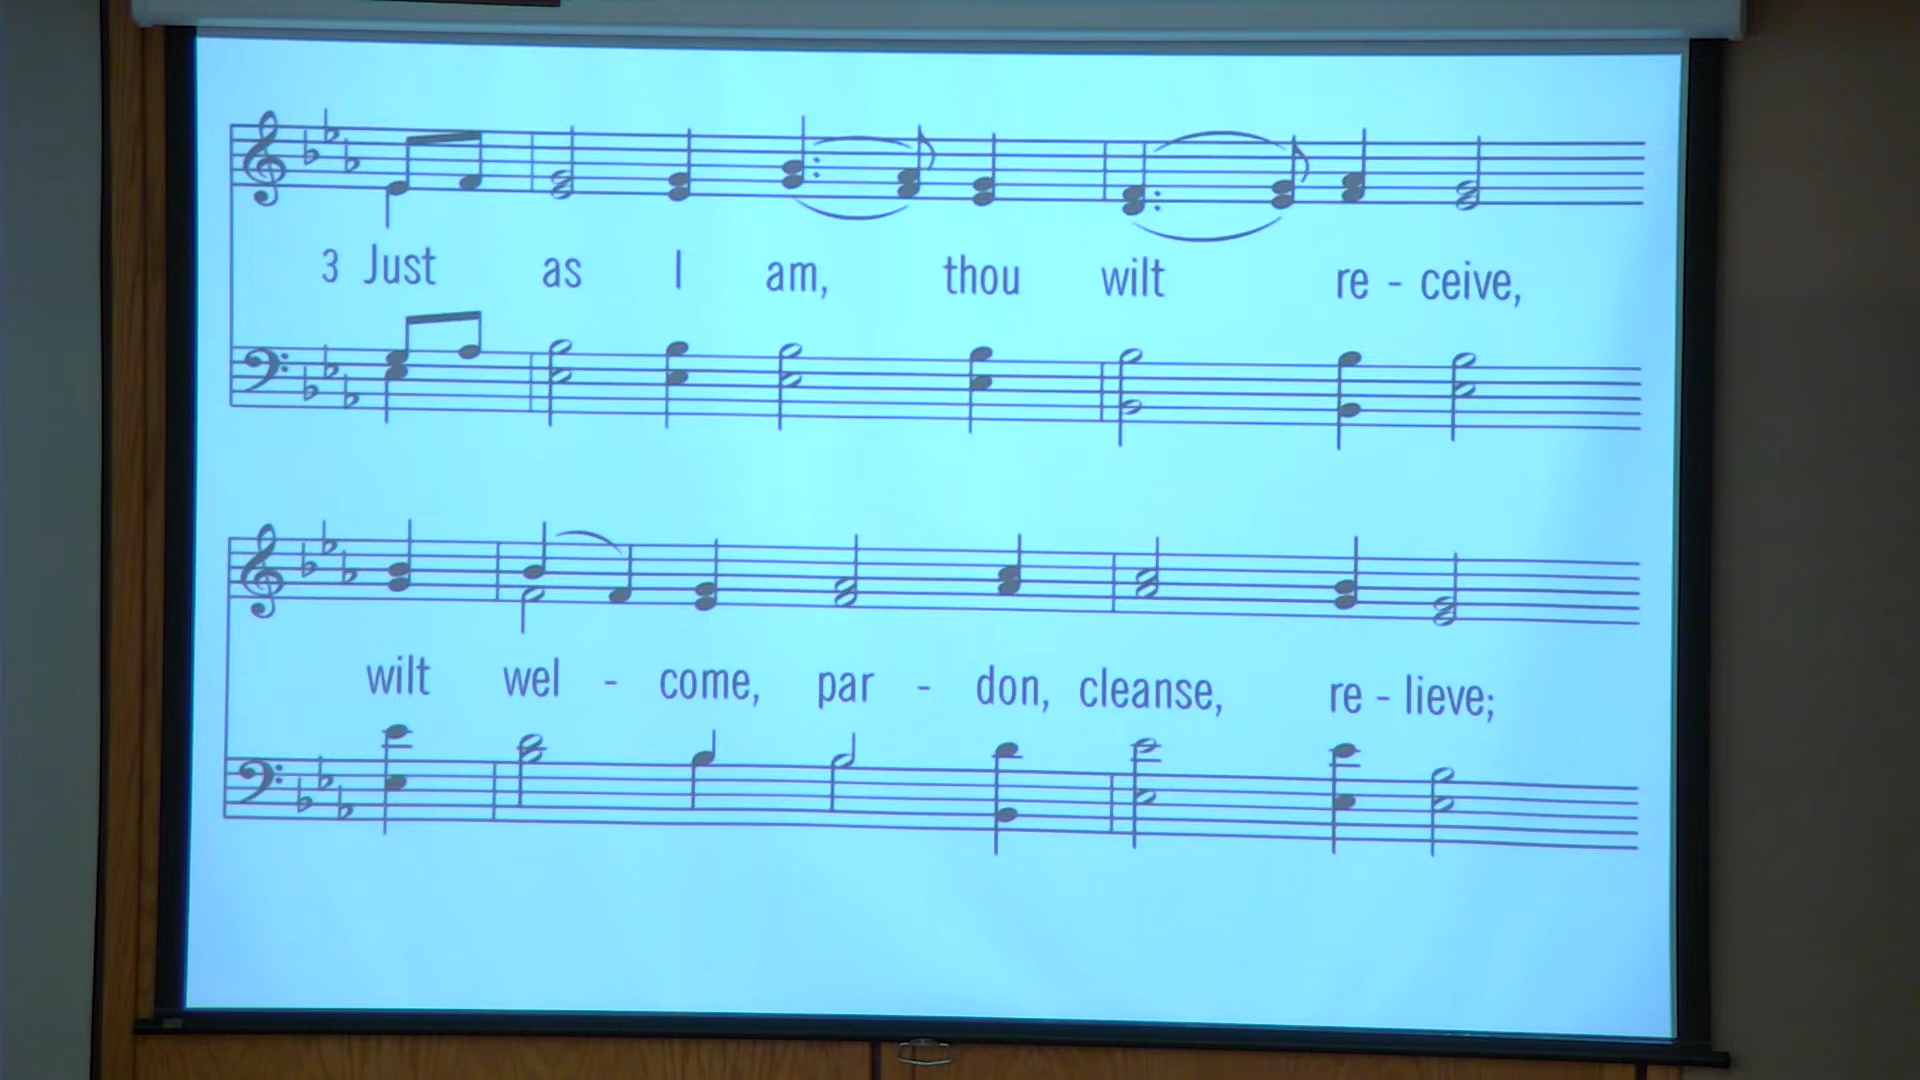 3 Just as I am, thou wilt re - ceive,
wilt wel - come, par - don, cleanse, re - lieve;